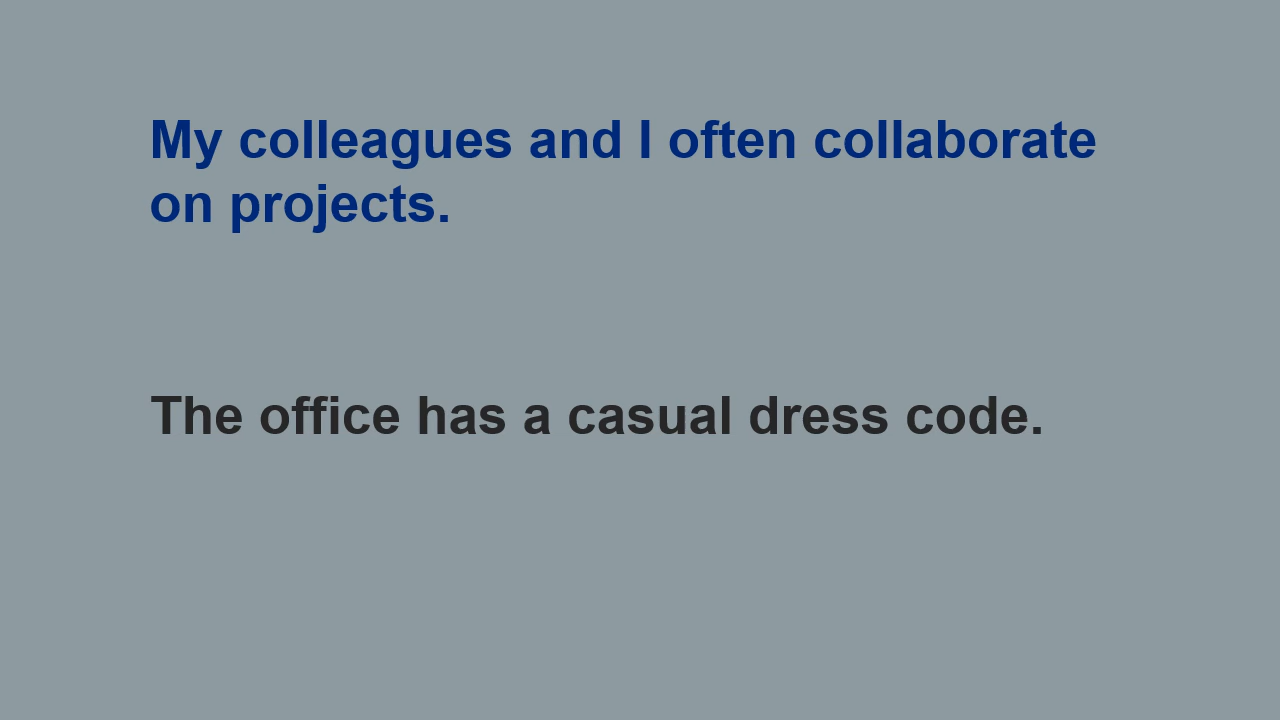 My colleagues and I often collaborate
on projects.
The office has a casual dress code.